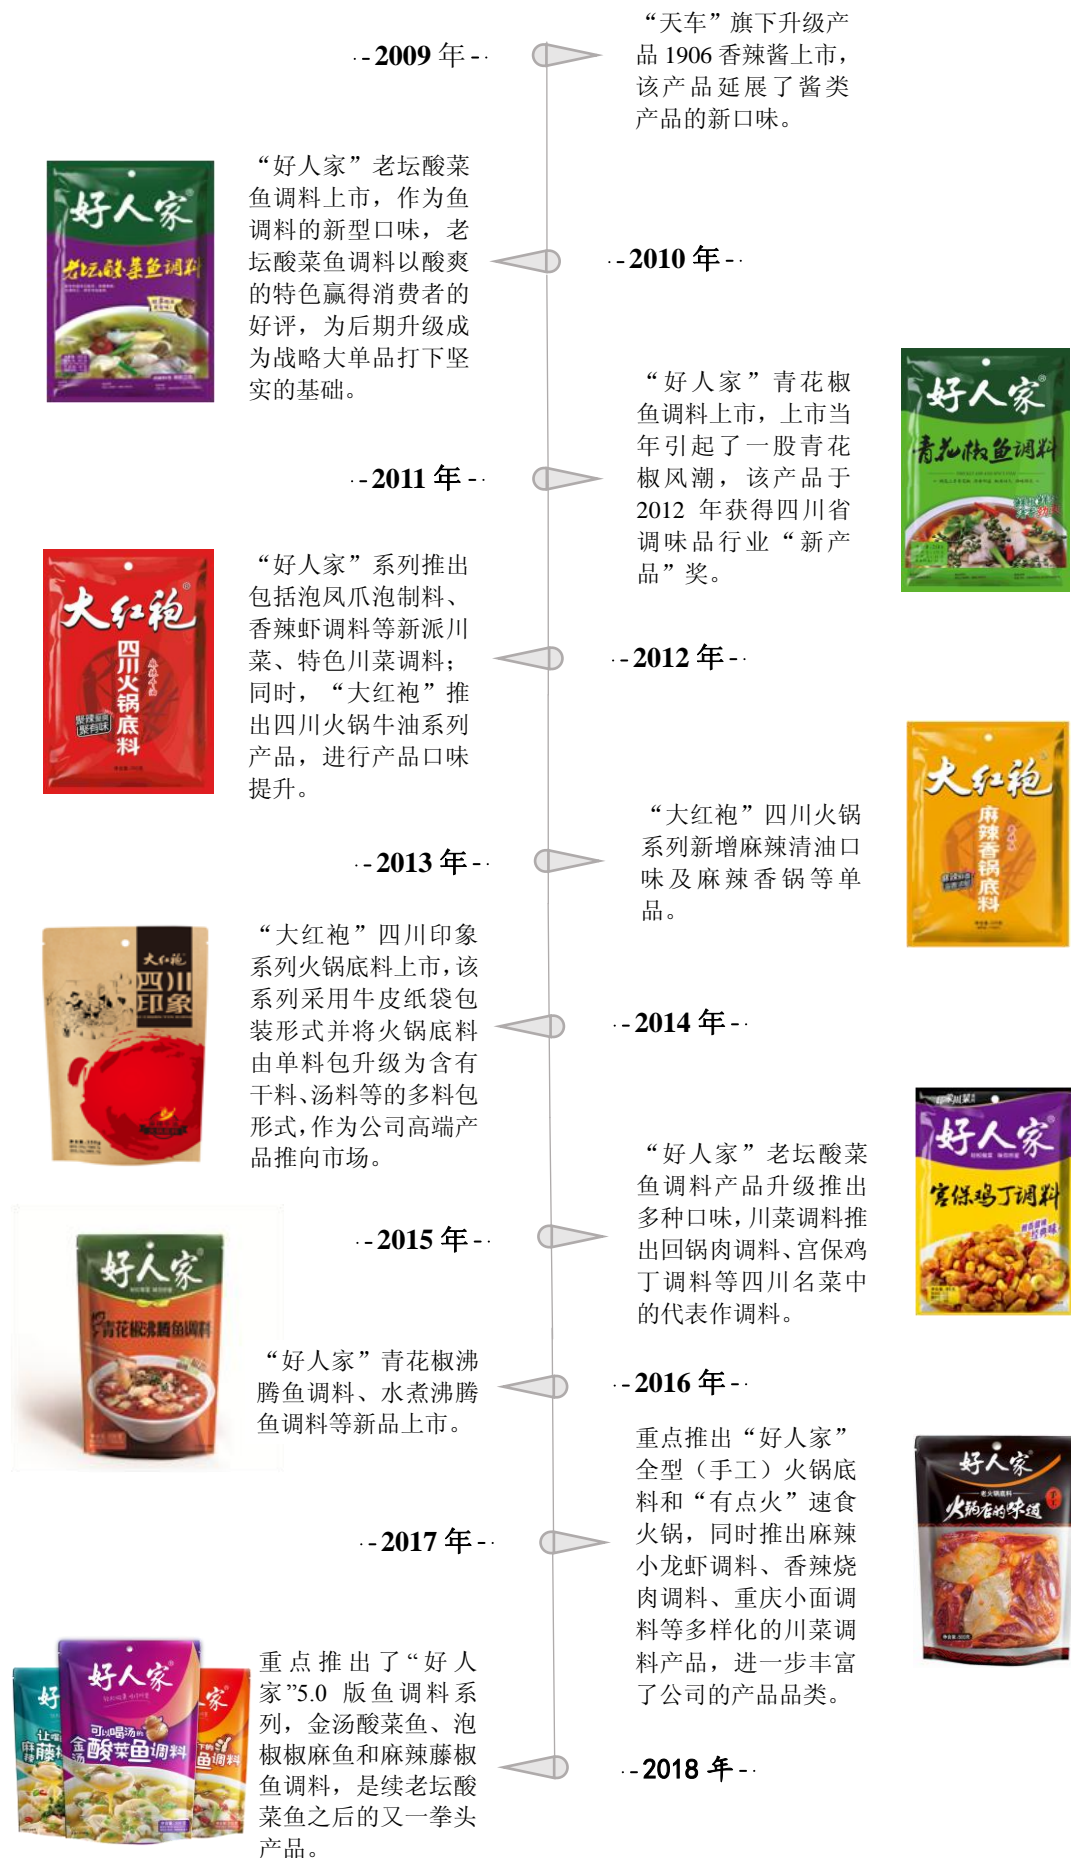 “天车”旗下升级产
品 1906 香辣酱上市，
该产品延展了酱类
产品的新口味。
·-2009 年-·
“好人家”老坛酸菜
鱼调料上市，作为鱼
调料的新型口味，老
坛酸菜鱼调料以酸爽
的特色赢得消费者的
好评，为后期升级成
为战略大单品打下坚
实的基础。
好人家®
老坛酸菜鱼调料
·-2010 年-·
“好人家”青花椒
鱼调料上市，上市当
年引起了一股青花
椒风潮，该产品于
2012 年获得四川省
调味品行业“新产
品”奖。
好人家®
青花椒鱼调料
·-2011 年-·
“好人家”系列推出
包括泡凤爪泡制料、
香辣虾调料等新派川
菜、特色川菜调料；
同时，“大红袍”推
出四川火锅牛油系列
产品，进行产品口味
提升。
大红袍®
四川火锅底料
·-2012 年-·
“大红袍”四川火锅
系列新增麻辣清油口
味及麻辣香锅等单
品。
大红袍
麻辣香锅底料
·-2013 年-·
“大红袍”四川印象
系列火锅底料上市，该
系列采用牛皮纸袋包
装形式并将火锅底料
由单料包升级为含有
干料、汤料等的多料包
形式，作为公司高端产
品推向市场。
大红袍
四川
印象
·-2014 年-·
“好人家”老坛酸菜
鱼调料产品升级推出
多种口味，川菜调料推
出回锅肉调料、宫保鸡
丁调料等四川名菜中
的代表作调料。
好人家®
宫保鸡丁调料
·-2015 年-·
“好人家”青花椒沸
腾鱼调料、水煮沸腾
鱼调料等新品上市。
好人家®
青花椒沸腾鱼调料
·-2016 年-·
重点推出“好人家”
全型（手工）火锅底
料和“有点火”速食
火锅，同时推出麻辣
小龙虾调料、香辣烧
肉调料、重庆小面调
料等多样化的川菜调
料产品，进一步丰富
了公司的产品品类。
好人家
老火锅底料
火锅店的味道
手工
·-2017 年-·
重点推出了“好人
家”5.0 版鱼调料系
列，金汤酸菜鱼、泡
椒椒麻鱼和麻辣藤椒
鱼调料，是续老坛酸
菜鱼之后的又一拳头
产品。
好人家®
可以喝汤的
金汤酸菜鱼调料
·-2018 年-·